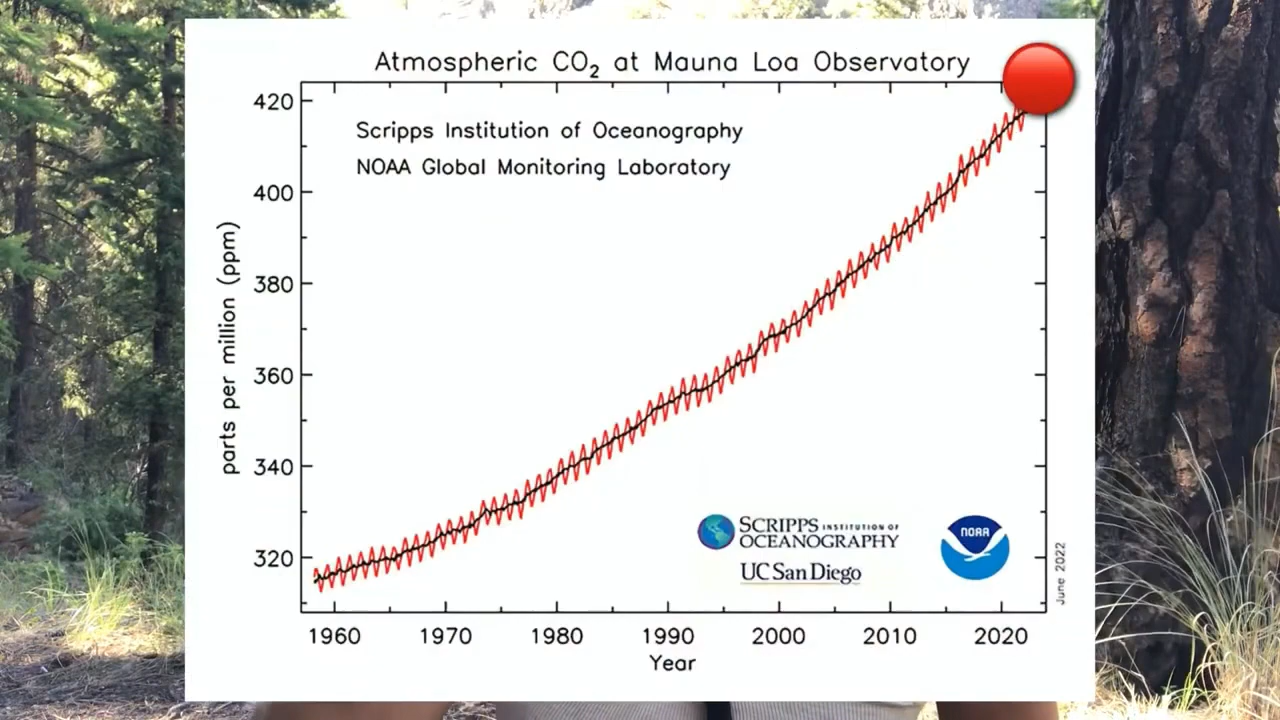 Atmospheric CO₂ at Mauna Loa Observatory
Scripps Institution of Oceanography
NOAA Global Monitoring Laboratory
parts per million (ppm)
420
400
380
360
340
320
SCRIPPS INSTITUTION OF
OCEANOGRAPHY
UC San Diego
NOAA
June 2022
1960 1970 1980 1990 2000 2010 2020
Year